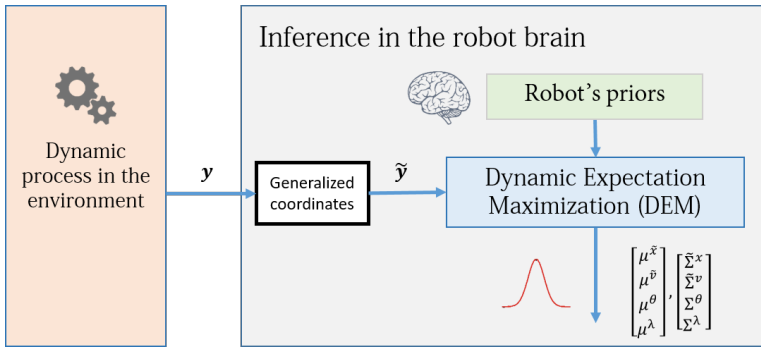 Inference in the robot brain
Robot's priors
Dynamic
process in the
environment
y
Generalized
coordinates
ỹ
Dynamic Expectation
Maximization (DEM)
[μ^x̃ μ^ṽ μ^θ μ^λ], [Σ̃^x Σ̃^v Σ^θ Σ^λ]